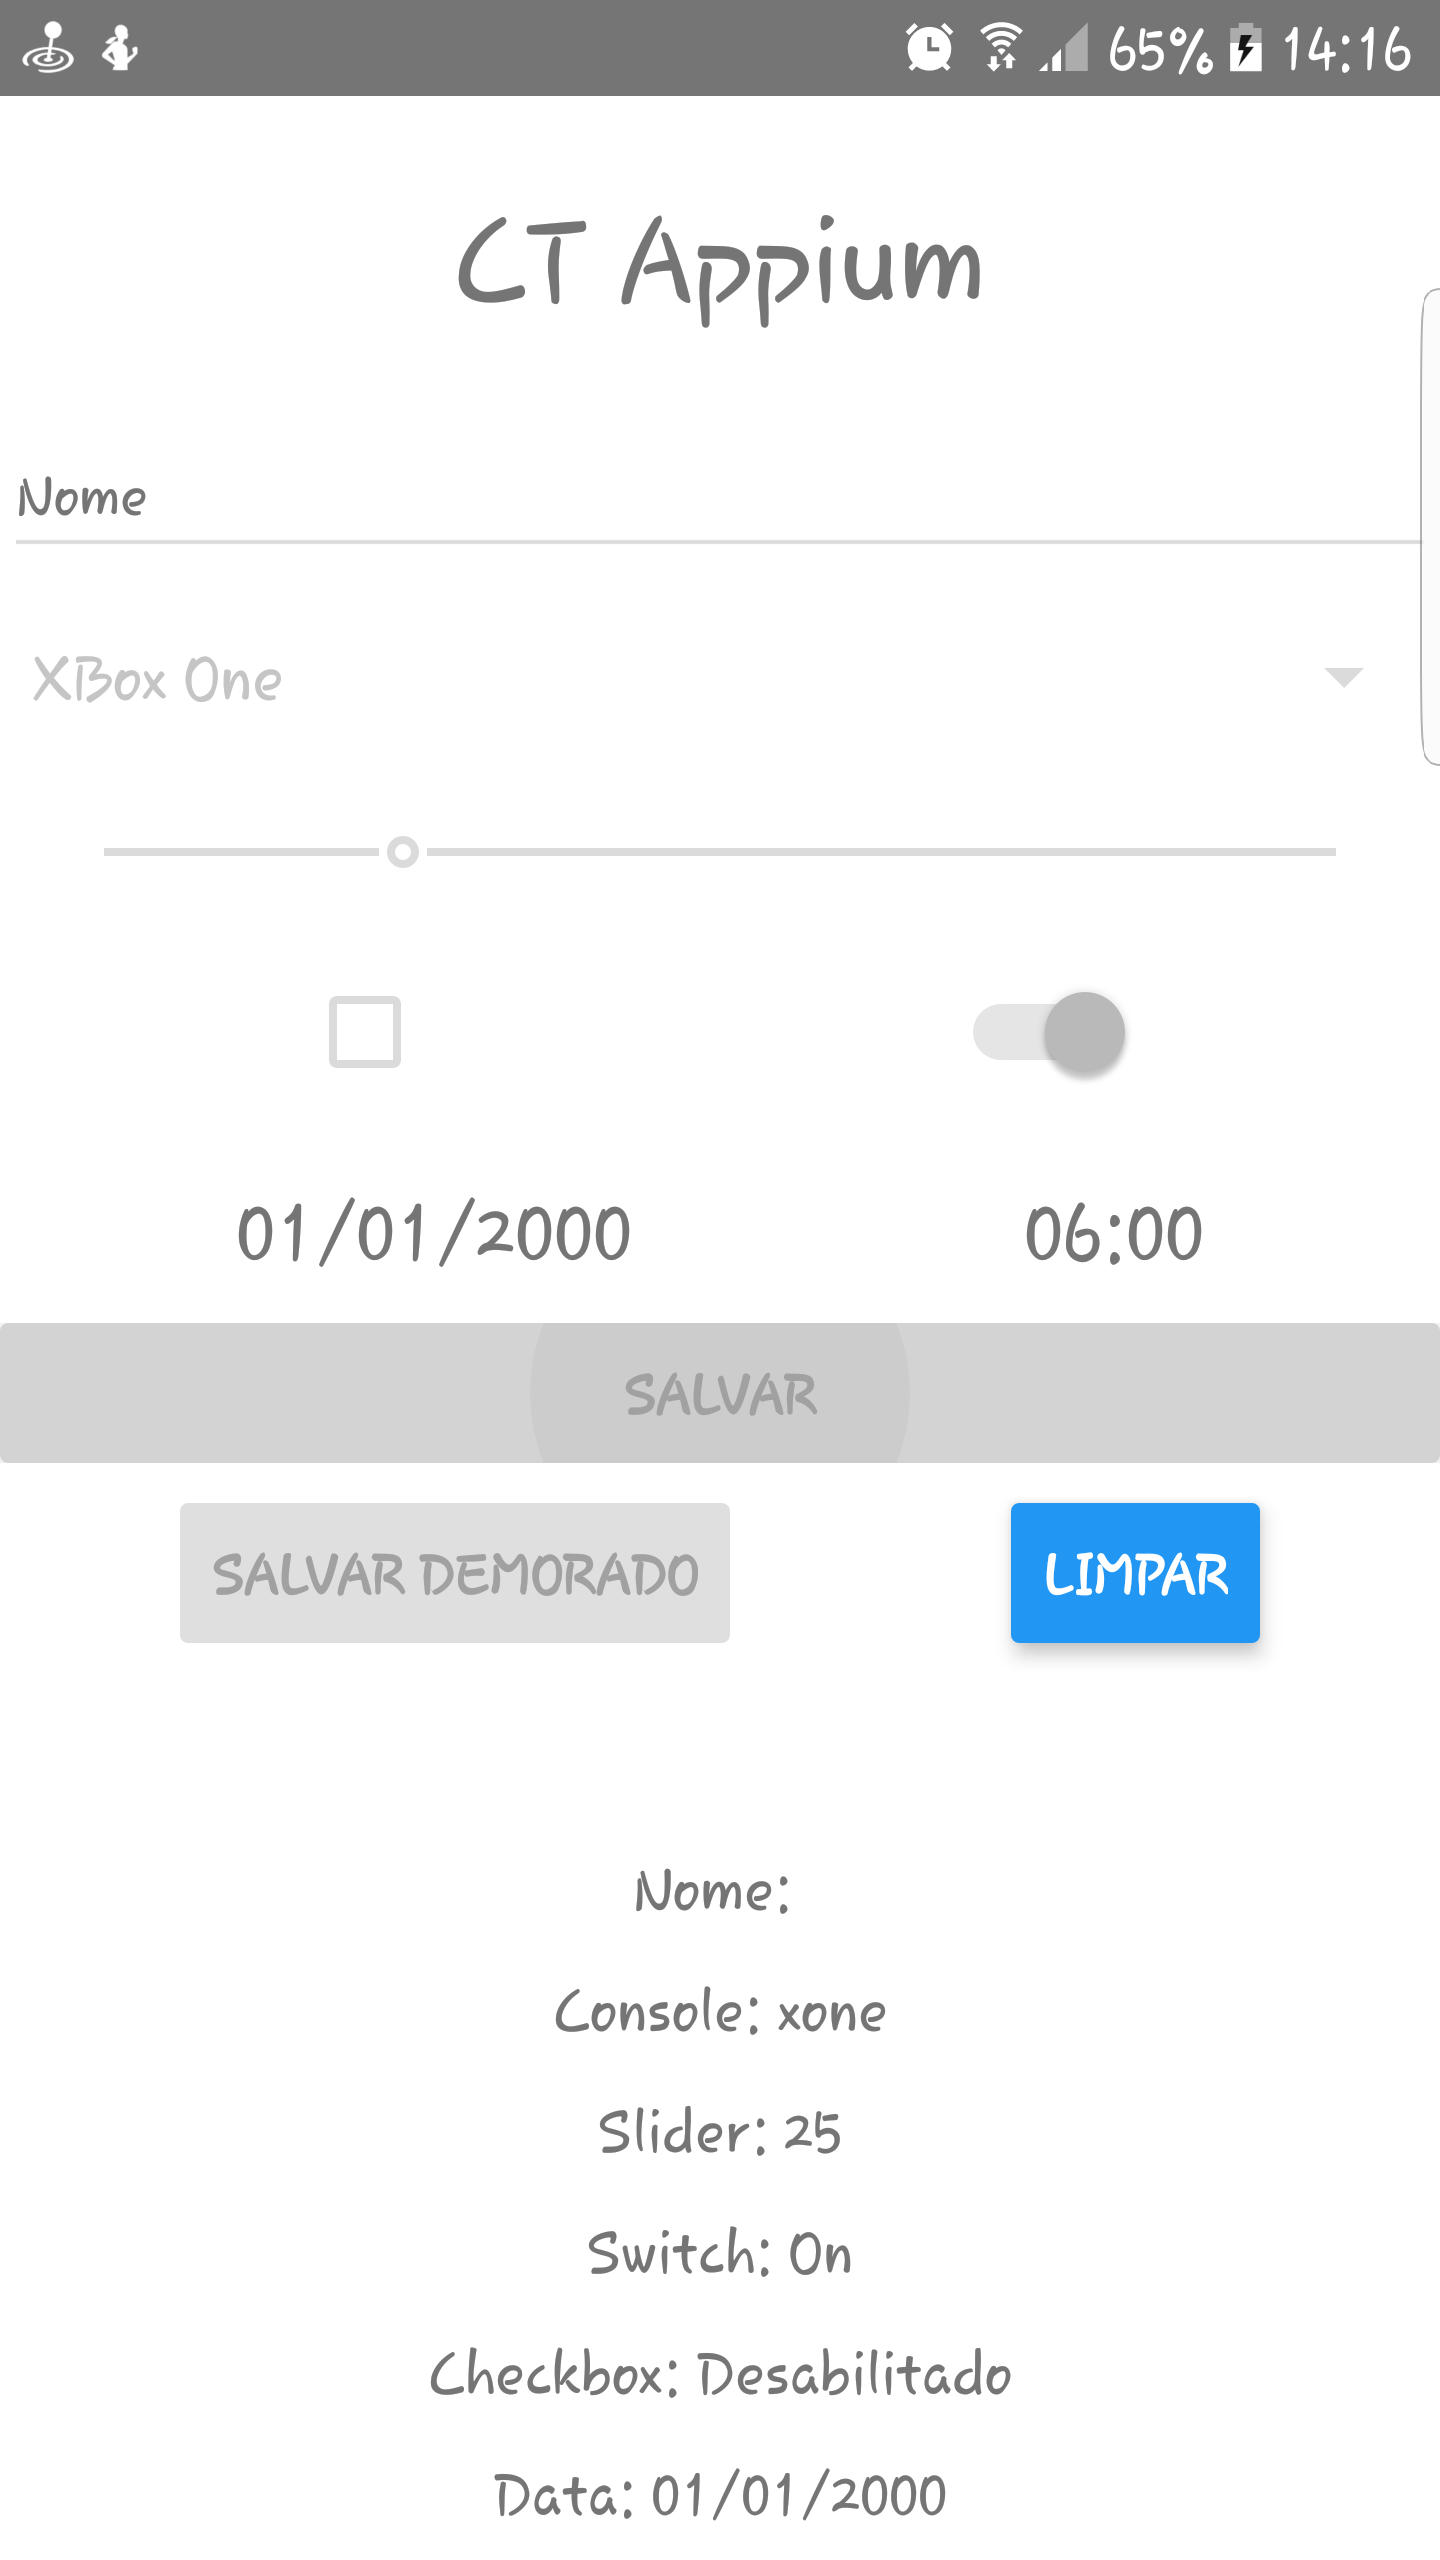 65% 14:16
CT Appium
Nome
XBox One
01/01/2000 06:00
SALVAR
SALVAR DEMORADO LIMPAR
Nome:
Console: xone
Slider: 25
Switch: On
Checkbox: Desabilitado
Data: 01/01/2000